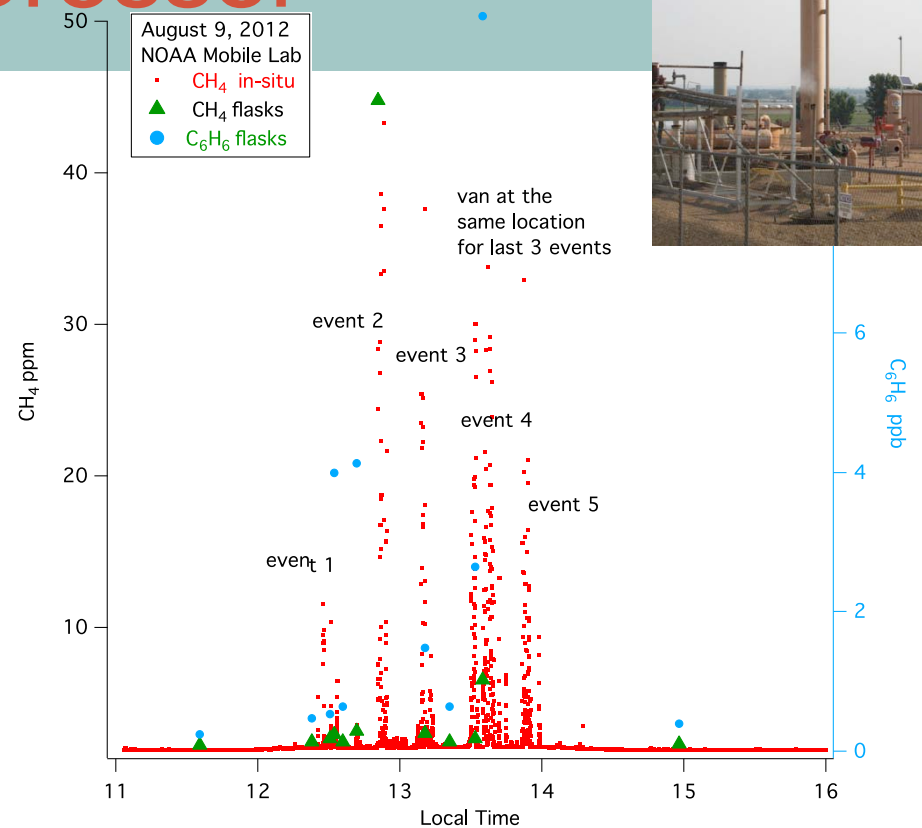 August 9, 2012
NOAA Mobile Lab
CH₄ in-situ
CH₄ flasks
C₆H₆ flasks
50
40
30
20
10
CH₄ ppm
van at the
same location
for last 3 events
event 2
event 3
event 4
event 5
event 1
6
4
2
0
C₆H₆ ppb
11
12
13
14
15
16
Local Time